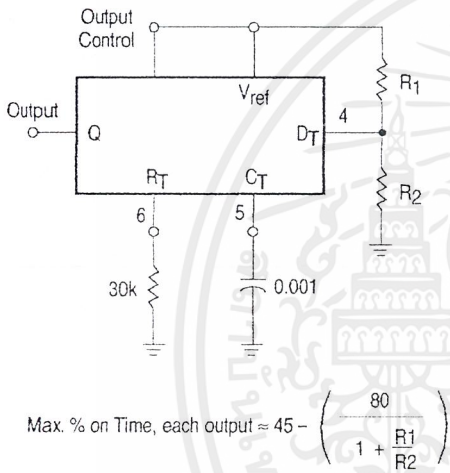 Output
Control
Output
Q
Vref
4
DT
R1
R2
RT
CT
6
5
30k
0.001
Max. % on Time, each output ≈ 45 – ( 80 / 1 + R1/R2 )